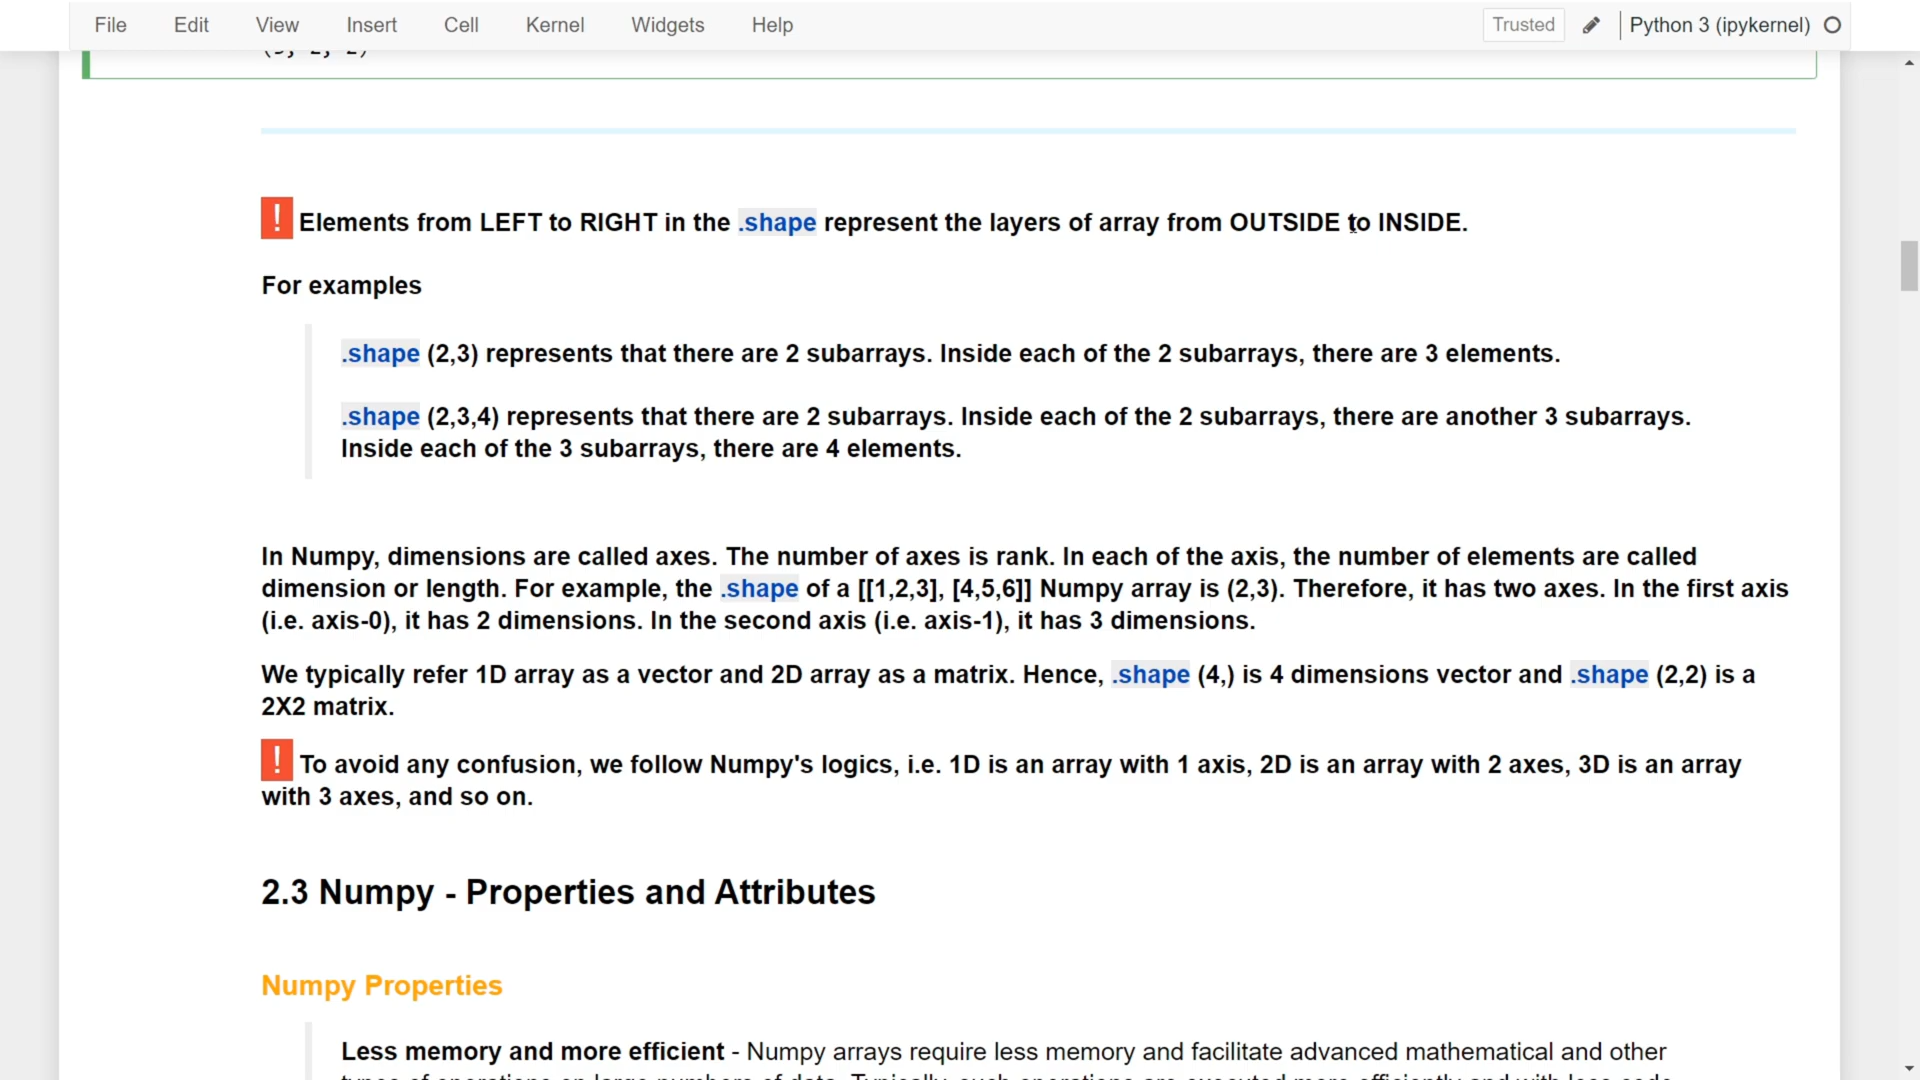 File Edit View Insert Cell Kernel Widgets Help Trusted Python 3 (ipykernel)
! Elements from LEFT to RIGHT in the .shape represent the layers of array from OUTSIDE to INSIDE.
For examples
.shape (2,3) represents that there are 2 subarrays. Inside each of the 2 subarrays, there are 3 elements.
.shape (2,3,4) represents that there are 2 subarrays. Inside each of the 2 subarrays, there are another 3 subarrays.
Inside each of the 3 subarrays, there are 4 elements.
In Numpy, dimensions are called axes. The number of axes is rank. In each of the axis, the number of elements are called
dimension or length. For example, the .shape of a [[1,2,3], [4,5,6]] Numpy array is (2,3). Therefore, it has two axes. In the first axis
(i.e. axis-0), it has 2 dimensions. In the second axis (i.e. axis-1), it has 3 dimensions.
We typically refer 1D array as a vector and 2D array as a matrix. Hence, .shape (4,) is 4 dimensions vector and .shape (2,2) is a
2X2 matrix.
! To avoid any confusion, we follow Numpy's logics, i.e. 1D is an array with 1 axis, 2D is an array with 2 axes, 3D is an array
with 3 axes, and so on.
2.3 Numpy - Properties and Attributes
Numpy Properties
Less memory and more efficient - Numpy arrays require less memory and facilitate advanced mathematical and other